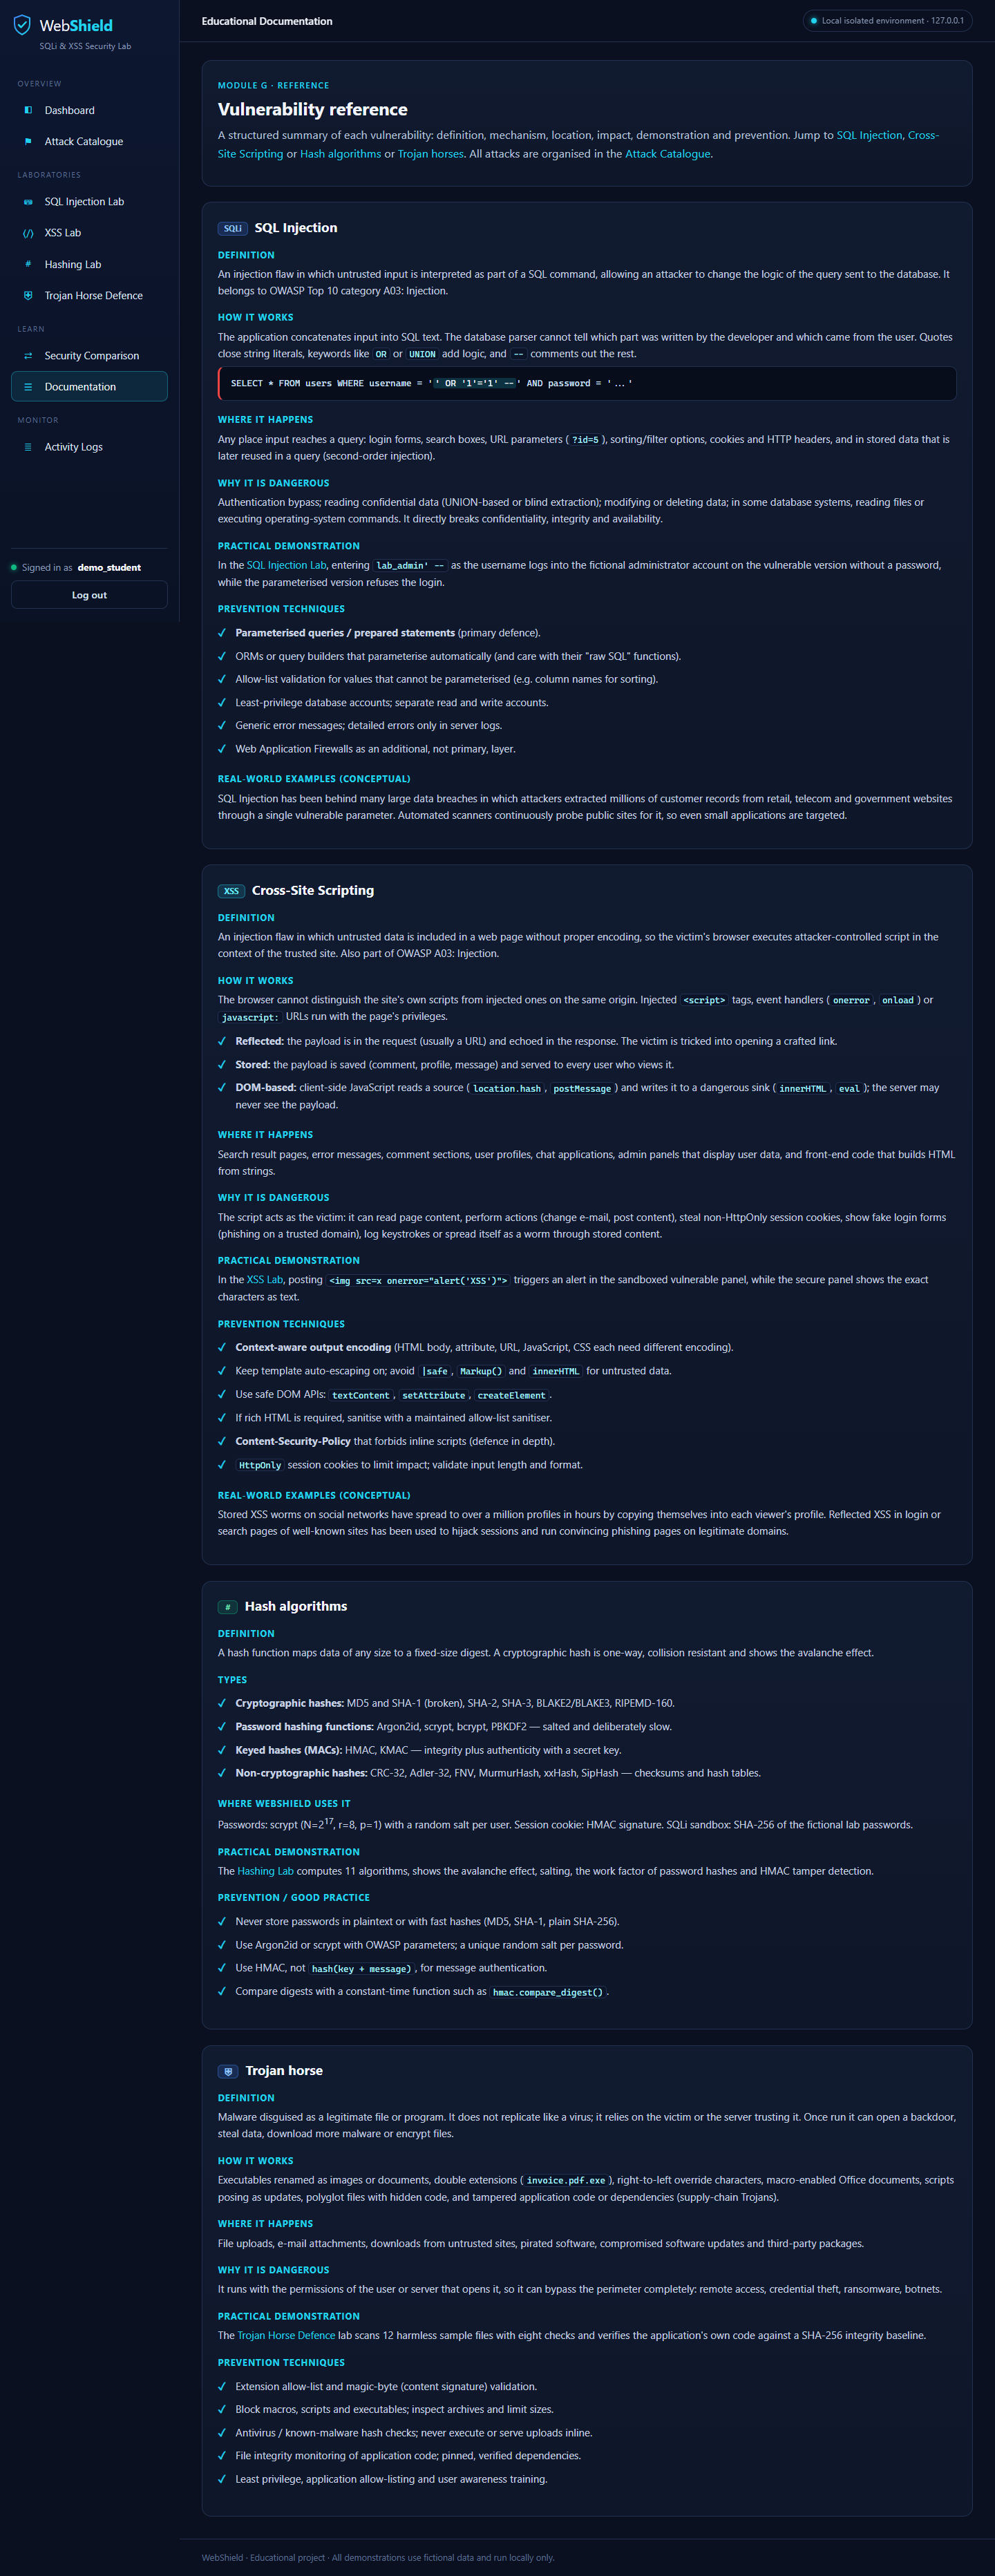 WebShield
SQLi & XSS Security Lab
OVERVIEW
Dashboard
Attack Catalogue
LABORATORIES
SQL Injection Lab
XSS Lab
Hashing Lab
Trojan Horse Defence
LEARN
Security Comparison
Documentation
MONITOR
Activity Logs
Signed in as demo_student
Log out
Educational Documentation
Local isolated environment · 127.0.0.1
MODULE G · REFERENCE
Vulnerability reference
A structured summary of each vulnerability: definition, mechanism, location, impact, demonstration and prevention. Jump to SQL Injection, Cross-
Site Scripting or Hash algorithms or Trojan horses. All attacks are organised in the Attack Catalogue.
SQLi SQL Injection
DEFINITION
An injection flaw in which untrusted input is interpreted as part of a SQL command, allowing an attacker to change the logic of the query sent to the database. It
belongs to OWASP Top 10 category A03: Injection.
HOW IT WORKS
The application concatenates input into SQL text. The database parser cannot tell which part was written by the developer and which came from the user. Quotes
close string literals, keywords like OR or UNION add logic, and -- comments out the rest.
SELECT * FROM users WHERE username = '' OR '1'='1' --' AND password = '...'
WHERE IT HAPPENS
Any place input reaches a query: login forms, search boxes, URL parameters ( ?id=5 ), sorting/filter options, cookies and HTTP headers, and in stored data that is
later reused in a query (second-order injection).
WHY IT IS DANGEROUS
Authentication bypass; reading confidential data (UNION-based or blind extraction); modifying or deleting data; in some database systems, reading files or
executing operating-system commands. It directly breaks confidentiality, integrity and availability.
PRACTICAL DEMONSTRATION
In the SQL Injection Lab, entering lab_admin' -- as the username logs into the fictional administrator account on the vulnerable version without a password,
while the parameterised version refuses the login.
PREVENTION TECHNIQUES
✓ Parameterised queries / prepared statements (primary defence).
✓ ORMs or query builders that parameterise automatically (and care with their "raw SQL" functions).
✓ Allow-list validation for values that cannot be parameterised (e.g. column names for sorting).
✓ Least-privilege database accounts; separate read and write accounts.
✓ Generic error messages; detailed errors only in server logs.
✓ Web Application Firewalls as an additional, not primary, layer.
REAL-WORLD EXAMPLES (CONCEPTUAL)
SQL Injection has been behind many large data breaches in which attackers extracted millions of customer records from retail, telecom and government websites
through a single vulnerable parameter. Automated scanners continuously probe public sites for it, so even small applications are targeted.
XSS Cross-Site Scripting
DEFINITION
An injection flaw in which untrusted data is included in a web page without proper encoding, so the victim's browser executes attacker-controlled script in the
context of the trusted site. Also part of OWASP A03: Injection.
HOW IT WORKS
The browser cannot distinguish the site's own scripts from injected ones on the same origin. Injected <script> tags, event handlers ( onerror , onload ) or
javascript: URLs run with the page's privileges.
✓ Reflected: the payload is in the request (usually a URL) and echoed in the response. The victim is tricked into opening a crafted link.
✓ Stored: the payload is saved (comment, profile, message) and served to every user who views it.
✓ DOM-based: client-side JavaScript reads a source ( location.hash , postMessage ) and writes it to a dangerous sink ( innerHTML , eval ); the server may
never see the payload.
WHERE IT HAPPENS
Search result pages, error messages, comment sections, user profiles, chat applications, admin panels that display user data, and front-end code that builds HTML
from strings.
WHY IT IS DANGEROUS
The script acts as the victim: it can read page content, perform actions (change e-mail, post content), steal non-HttpOnly session cookies, show fake login forms
(phishing on a trusted domain), log keystrokes or spread itself as a worm through stored content.
PRACTICAL DEMONSTRATION
In the XSS Lab, posting <img src=x onerror="alert('XSS')"> triggers an alert in the sandboxed vulnerable panel, while the secure panel shows the exact
characters as text.
PREVENTION TECHNIQUES
✓ Context-aware output encoding (HTML body, attribute, URL, JavaScript, CSS each need different encoding).
✓ Keep template auto-escaping on; avoid |safe , Markup() and innerHTML for untrusted data.
✓ Use safe DOM APIs: textContent , setAttribute , createElement .
✓ If rich HTML is required, sanitise with a maintained allow-list sanitiser.
✓ Content-Security-Policy that forbids inline scripts (defence in depth).
✓ HttpOnly session cookies to limit impact; validate input length and format.
REAL-WORLD EXAMPLES (CONCEPTUAL)
Stored XSS worms on social networks have spread to over a million profiles in hours by copying themselves into each viewer's profile. Reflected XSS in login or
search pages of well-known sites has been used to hijack sessions and run convincing phishing pages on legitimate domains.
# Hash algorithms
DEFINITION
A hash function maps data of any size to a fixed-size digest. A cryptographic hash is one-way, collision resistant and shows the avalanche effect.
TYPES
✓ Cryptographic hashes: MD5 and SHA-1 (broken), SHA-2, SHA-3, BLAKE2/BLAKE3, RIPEMD-160.
✓ Password hashing functions: Argon2id, scrypt, bcrypt, PBKDF2 — salted and deliberately slow.
✓ Keyed hashes (MACs): HMAC, KMAC — integrity plus authenticity with a secret key.
✓ Non-cryptographic hashes: CRC-32, Adler-32, FNV, MurmurHash, xxHash, SipHash — checksums and hash tables.
WHERE WEBSHIELD USES IT
Passwords: scrypt (N=2¹⁷, r=8, p=1) with a random salt per user. Session cookie: HMAC signature. SQLi sandbox: SHA-256 of the fictional lab passwords.
PRACTICAL DEMONSTRATION
The Hashing Lab computes 11 algorithms, shows the avalanche effect, salting, the work factor of password hashes and HMAC tamper detection.
PREVENTION / GOOD PRACTICE
✓ Never store passwords in plaintext or with fast hashes (MD5, SHA-1, plain SHA-256).
✓ Use Argon2id or scrypt with OWASP parameters; a unique random salt per password.
✓ Use HMAC, not hash(key + message) , for message authentication.
✓ Compare digests with a constant-time function such as hmac.compare_digest() .
Trojan horse
DEFINITION
Malware disguised as a legitimate file or program. It does not replicate like a virus; it relies on the victim or the server trusting it. Once run it can open a backdoor,
steal data, download more malware or encrypt files.
HOW IT WORKS
Executables renamed as images or documents, double extensions ( invoice.pdf.exe ), right-to-left override characters, macro-enabled Office documents, scripts
posing as updates, polyglot files with hidden code, and tampered application code or dependencies (supply-chain Trojans).
WHERE IT HAPPENS
File uploads, e-mail attachments, downloads from untrusted sites, pirated software, compromised software updates and third-party packages.
WHY IT IS DANGEROUS
It runs with the permissions of the user or server that opens it, so it can bypass the perimeter completely: remote access, credential theft, ransomware, botnets.
PRACTICAL DEMONSTRATION
The Trojan Horse Defence lab scans 12 harmless sample files with eight checks and verifies the application's own code against a SHA-256 integrity baseline.
PREVENTION TECHNIQUES
✓ Extension allow-list and magic-byte (content signature) validation.
✓ Block macros, scripts and executables; inspect archives and limit sizes.
✓ Antivirus / known-malware hash checks; never execute or serve uploads inline.
✓ File integrity monitoring of application code; pinned, verified dependencies.
✓ Least privilege, application allow-listing and user awareness training.
WebShield · Educational project · All demonstrations use fictional data and run locally only.